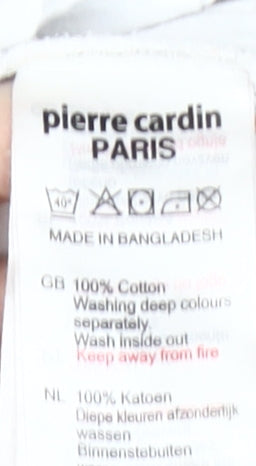 pierre cardin
PARIS
40°
MADE IN BANGLADESH
GB 100% Cotton
Washing deep colours
separately.
Wash inside out
Keep away from fire
NL 100% Katoen
Diepe kleuren afzonderlijk
wassen
Binnenstebuiten